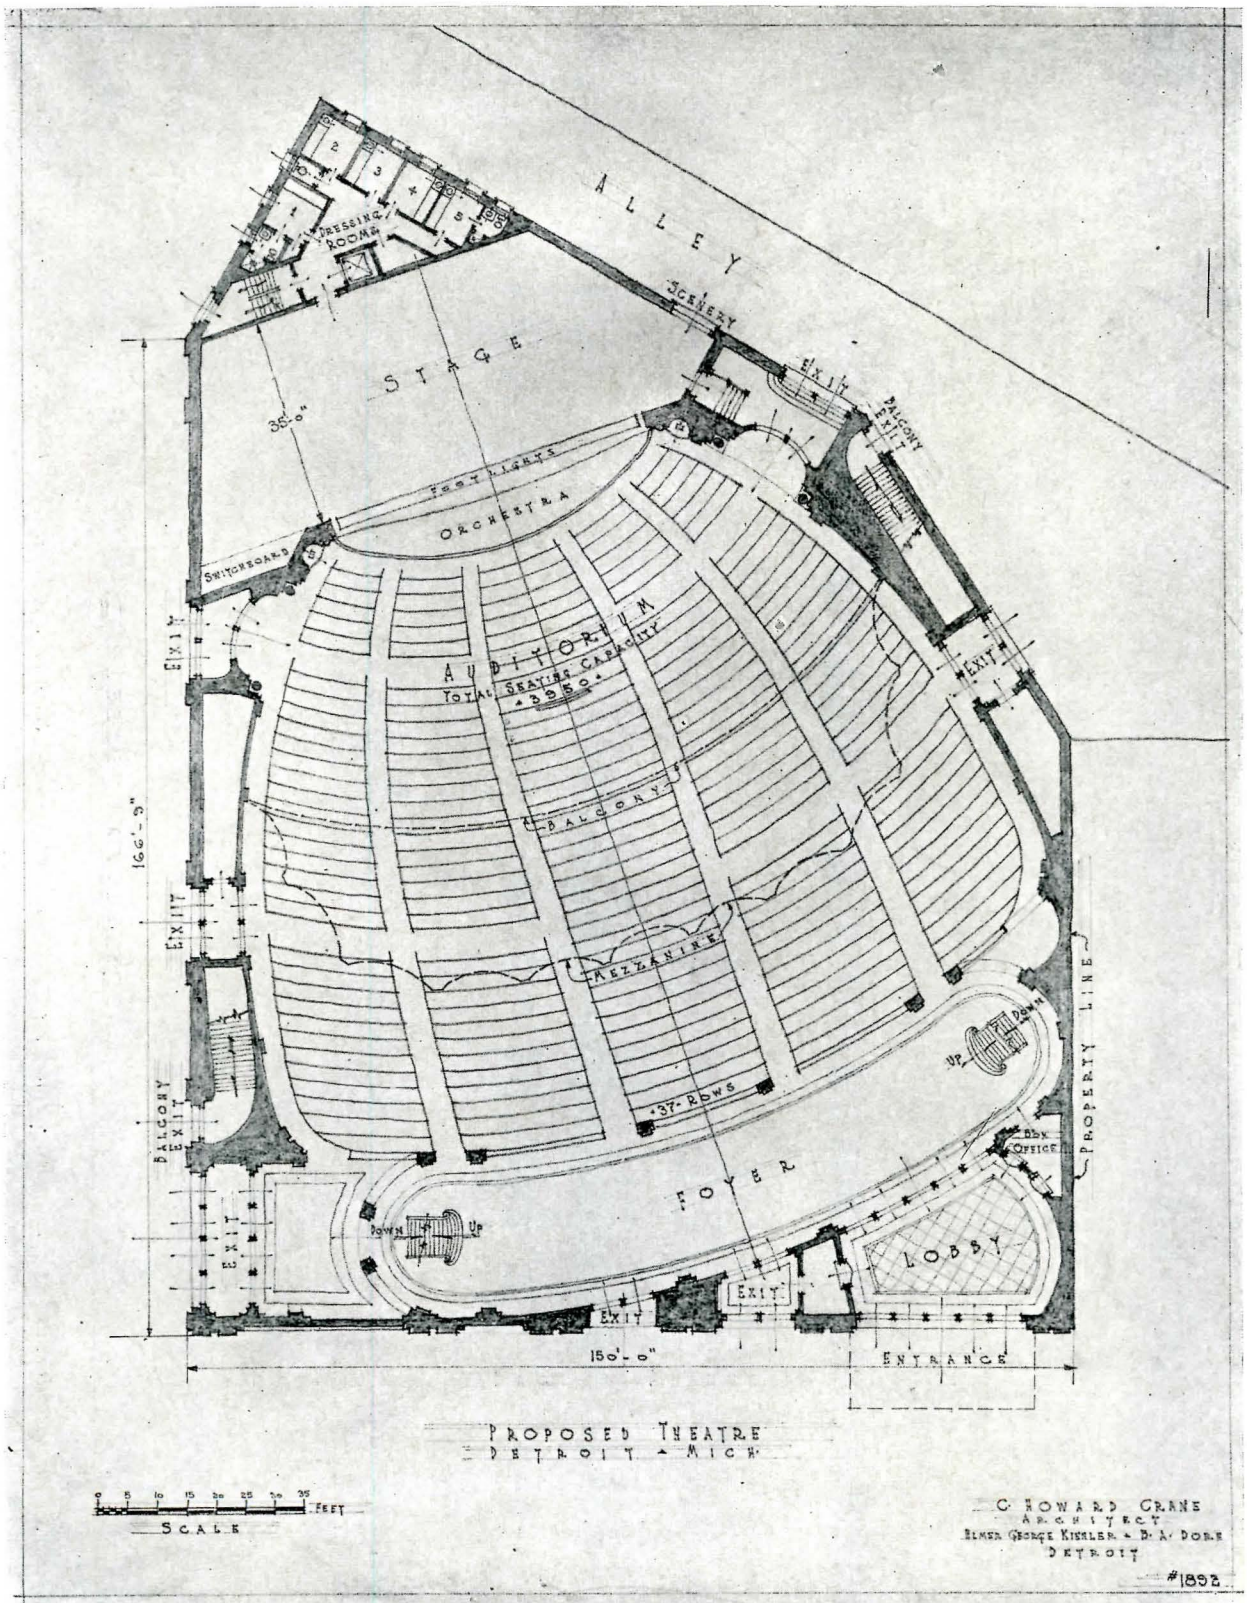 ALLEY
2
3
4
5
1
DRESSING
ROOMS
SCENERY
STAGE
EXIT
BALCONY
EXIT
35'-0"
FOOT LIGHTS
ORCHESTRA
SWITCHBOARD
EXIT
AUDITORIUM
TOTAL SEATING CAPACITY
3950
EXIT
BALCONY
166'-9"
EXIT
MEZZANINE
PROPERTY LINE
DOWN
UP
37-ROWS
BALCONY
EXIT
BOX
OFFICE
FOYER
EXIT
DOWN
UP
LOBBY
EXIT
EXIT
150'-0"
ENTRANCE
PROPOSED THEATRE
DETROIT - MICH.
0 5 10 15 20 25 30 35 FEET
SCALE
C. HOWARD CRANE
ARCHITECT
ELMER GEORGE KIEHLER - B. A. DORE
DETROIT
#1892